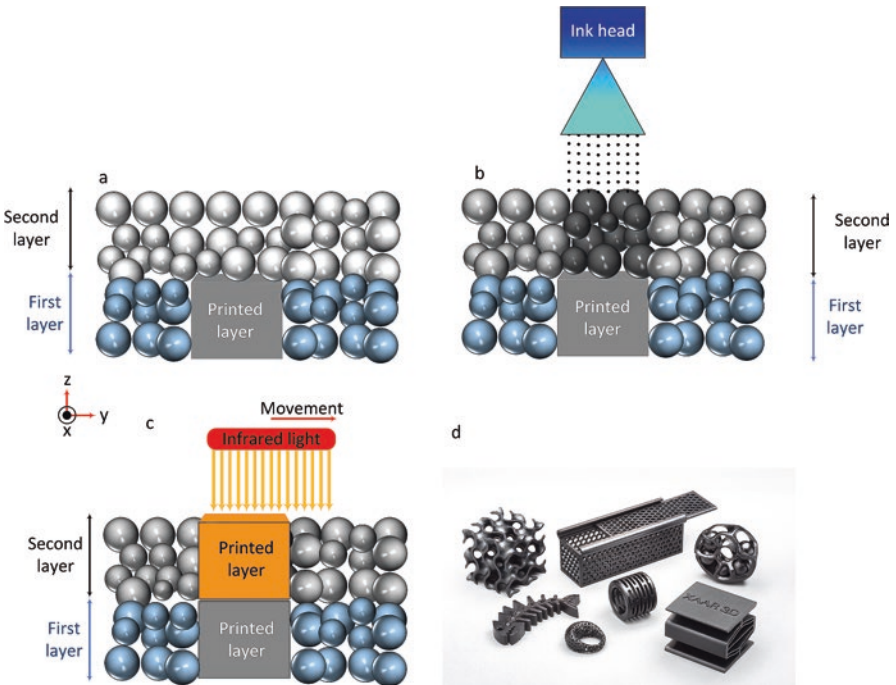 Ink head
a
Second
layer
First
layer
Printed
layer
b
Second
layer
First
layer
Printed
layer
z
y
x
c
Movement
Infrared light
Second
layer
First
layer
Printed
layer
Printed
layer
d
XAAR 3D